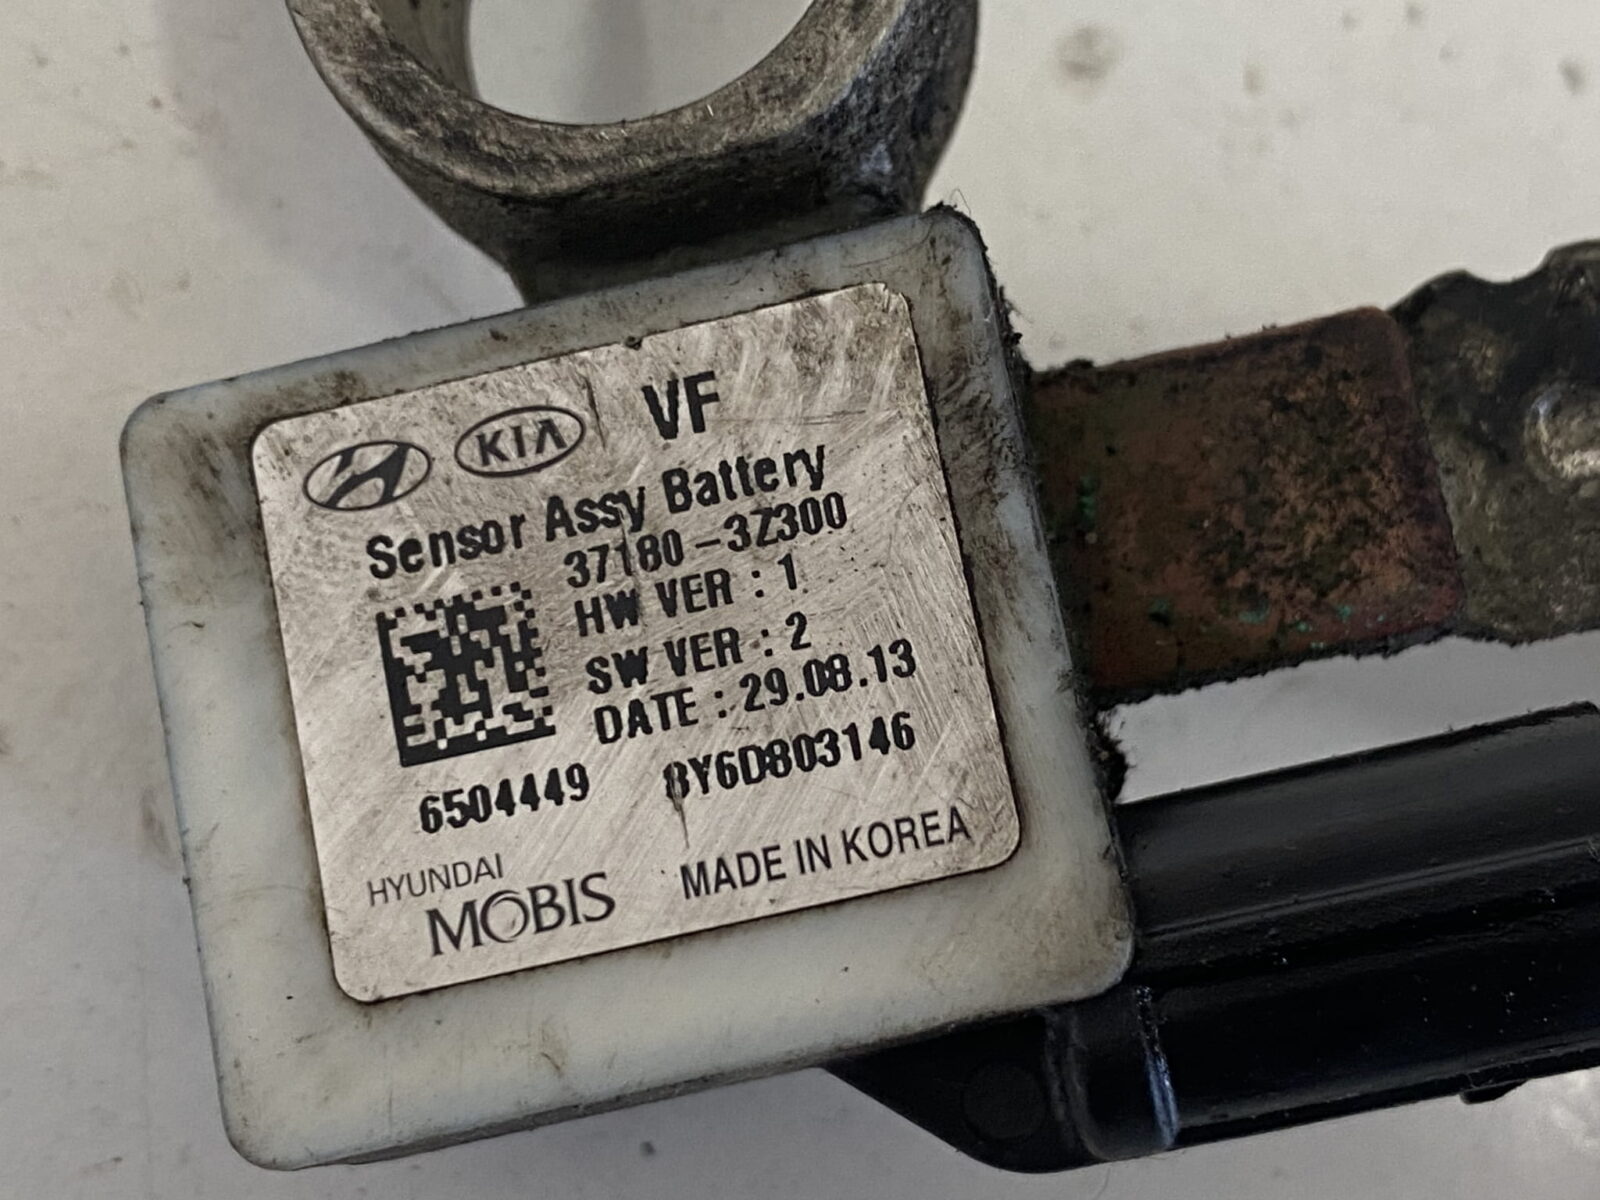 KIA VF
Sensor Assy Battery
37180-3Z300
HW VER : 1
SW VER : 2
DATE : 29.08.13
6504449 8Y6D803146
HYUNDAI
MOBIS MADE IN KOREA